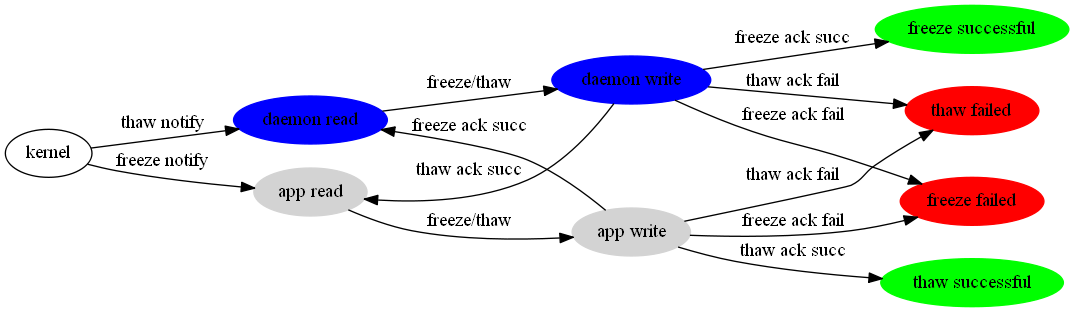 freeze successful
freeze ack succ
daemon write
freeze/thaw
thaw ack fail
thaw failed
thaw notify
daemon read
freeze ack succ
freeze ack fail
kernel
freeze notify
thaw ack succ
thaw ack fail
app read
freeze failed
freeze/thaw
freeze ack fail
app write
thaw ack succ
thaw successful